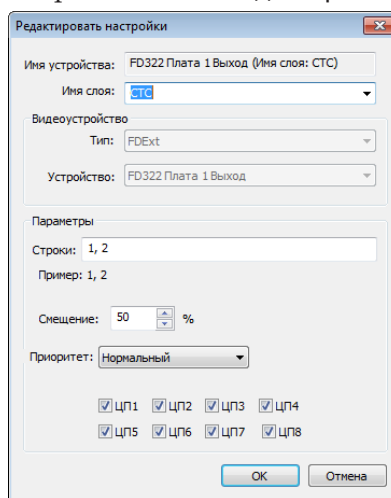 Редактировать настройки
Имя устройства: FD322 Плата 1 Выход (Имя слоя: СТС)
Имя слоя: СТС
Видеоустройство
Тип: FDExt
Устройство: FD322 Плата 1 Выход
Параметры
Строки: 1, 2
Пример: 1, 2
Смещение: 50 %
Приоритет: Нормальный
ЦП1 ЦП2 ЦП3 ЦП4
ЦП5 ЦП6 ЦП7 ЦП8
OK Отмена